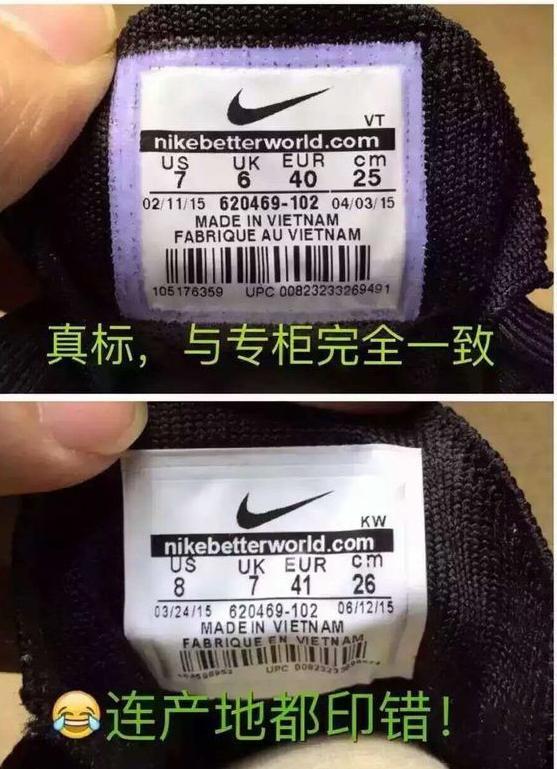 VT
nikebetterworld.com
US UK EUR cm
7 6 40 25
02/11/15 620469-102 04/03/15
MADE IN VIETNAM
FABRIQUE AU VIETNAM
105176359 UPC 00823233269491
真标，与专柜完全一致
KW
nikebetterworld.com
US UK EUR cm
8 7 41 26
03/24/15 620469-102 06/12/15
MADE IN VIETNAM
FABRIQUE EN VIETNAM
UPC
😂连产地都印错！